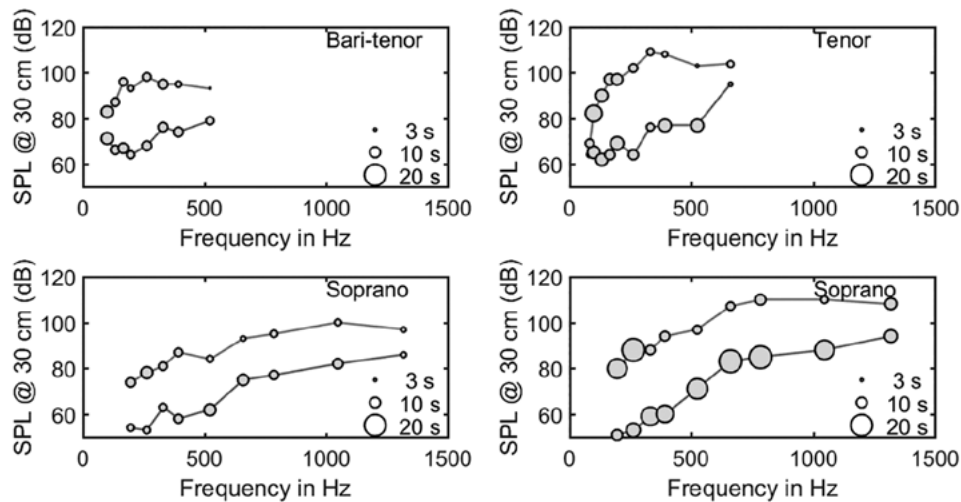 SPL @ 30 cm (dB)
120
100
80
60
Bari-tenor
3 s
10 s
20 s
0
500
1000
1500
Frequency in Hz
SPL @ 30 cm (dB)
120
100
80
60
Tenor
3 s
10 s
20 s
0
500
1000
1500
Frequency in Hz
SPL @ 30 cm (dB)
120
100
80
60
Soprano
3 s
10 s
20 s
0
500
1000
1500
Frequency in Hz
SPL @ 30 cm (dB)
120
100
80
60
Soprano
3 s
10 s
20 s
0
500
1000
1500
Frequency in Hz